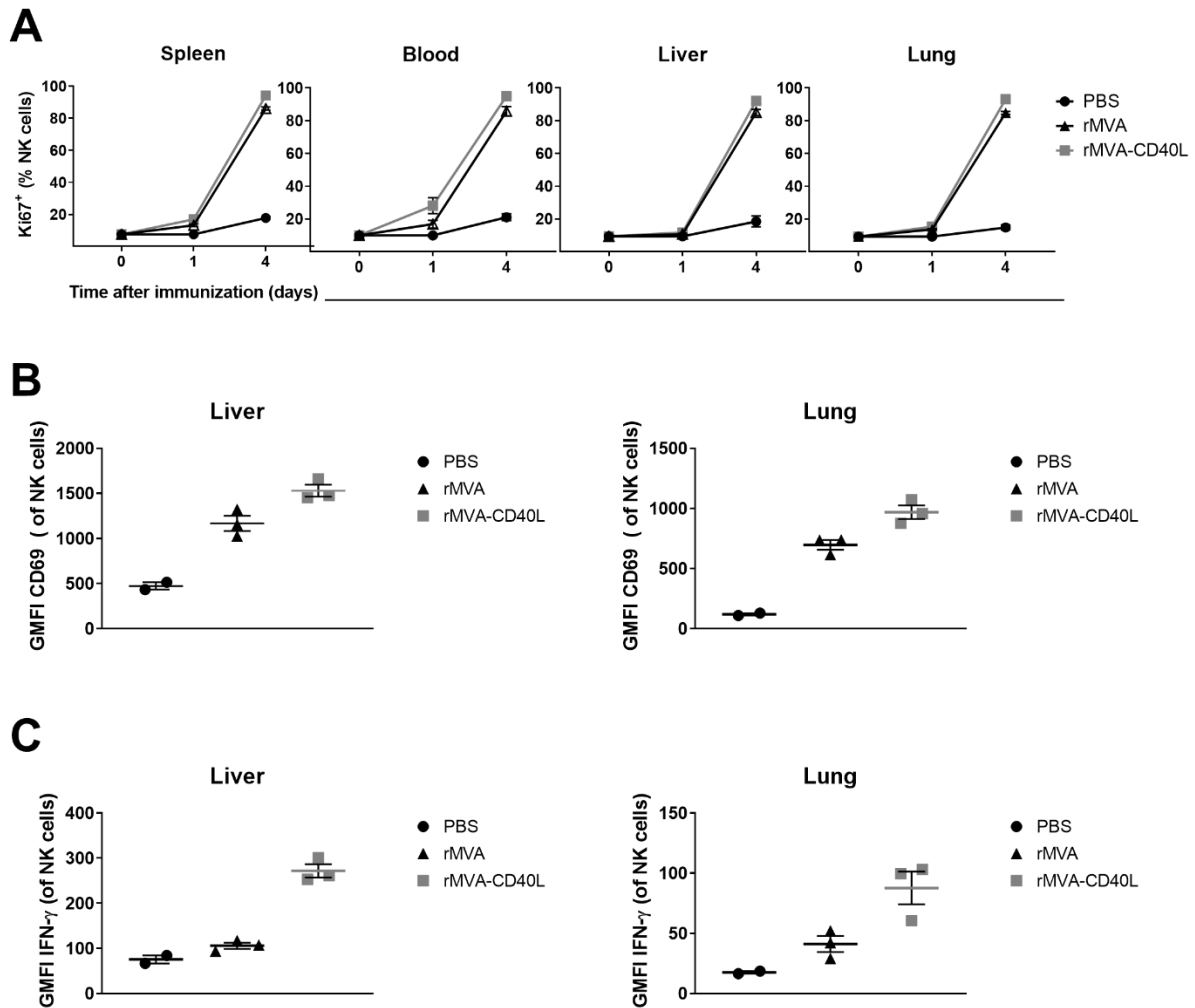 A
Spleen Blood Liver Lung
Ki67⁺ (% NK cells)
100 100 100 100
80 80 80 80
60 60 60 60
40 40 40 40
20 20 20 20
0 1 4 0 1 4 0 1 4 0 1 4
PBS
rMVA
rMVA-CD40L
Time after immunization (days)
B
Liver
GMFI CD69 ( of NK cells)
2000
1500
1000
500
0
PBS
rMVA
rMVA-CD40L
Lung
GMFI CD69 ( of NK cells)
1500
1000
500
0
PBS
rMVA
rMVA-CD40L
C
Liver
GMFI IFN-γ (of NK cells)
400
300
200
100
0
PBS
rMVA
rMVA-CD40L
Lung
GMFI IFN-γ (of NK cells)
150
100
50
0
PBS
rMVA
rMVA-CD40L